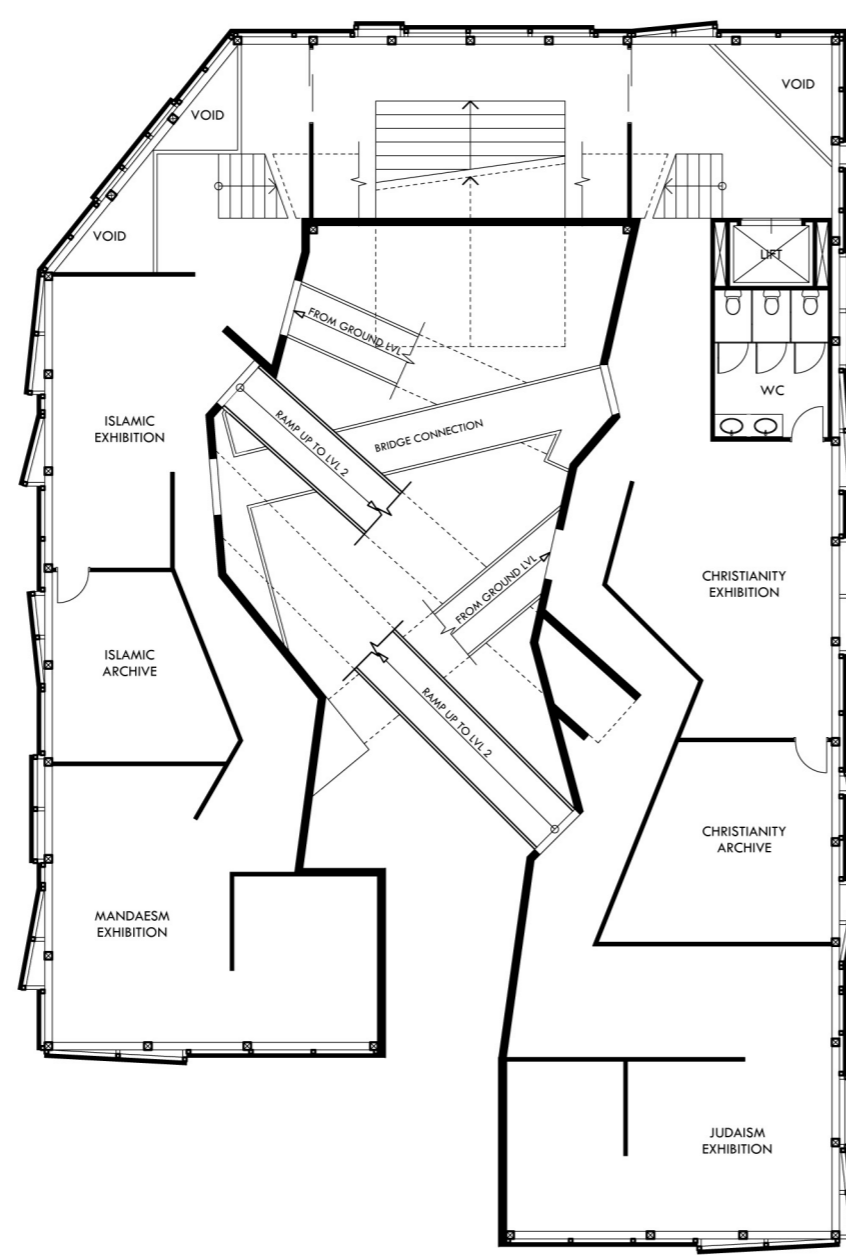 VOID
VOID
VOID
LIFT
FROM GROUND LVL
WC
ISLAMIC
EXHIBITION
RAMP UP TO LVL 2
BRIDGE CONNECTION
CHRISTIANITY
EXHIBITION
FROM GROUND LVL
ISLAMIC
ARCHIVE
RAMP UP TO LVL 2
CHRISTIANITY
ARCHIVE
MANDAESM
EXHIBITION
JUDAISM
EXHIBITION